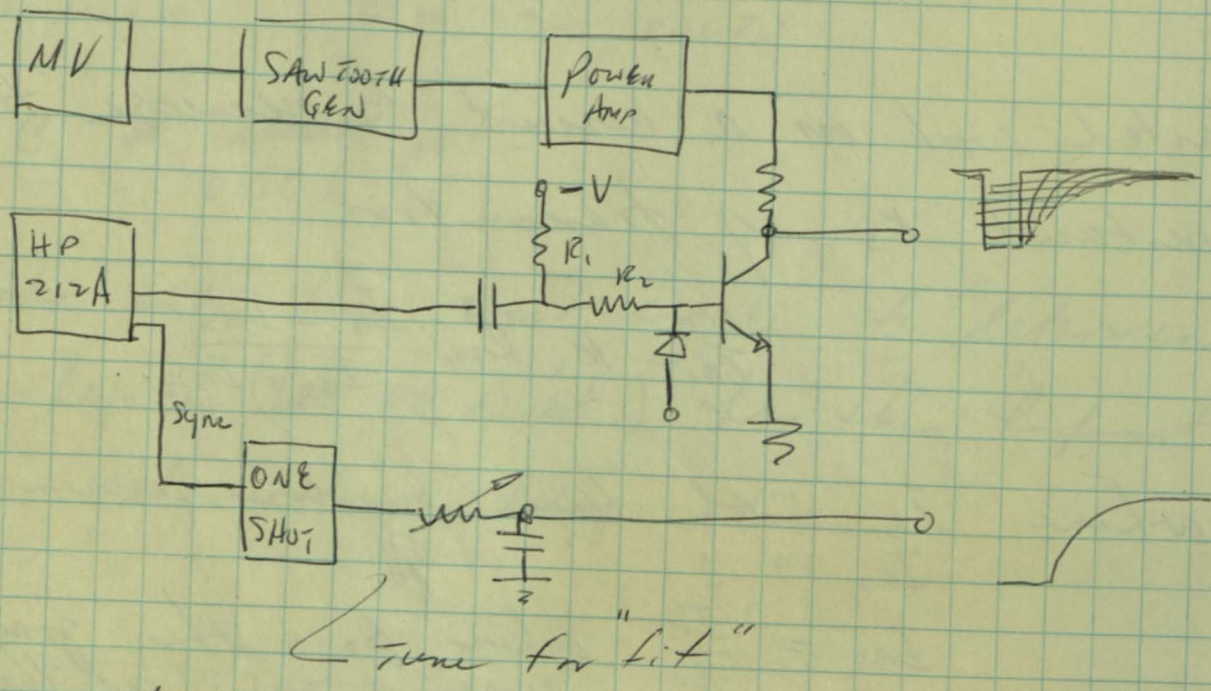 MV
SAWTOOTH
GEN
POWER
AMP
-V
R1
R2
HP
212A
Sync
ONE
SHOT
Tune for "fit"